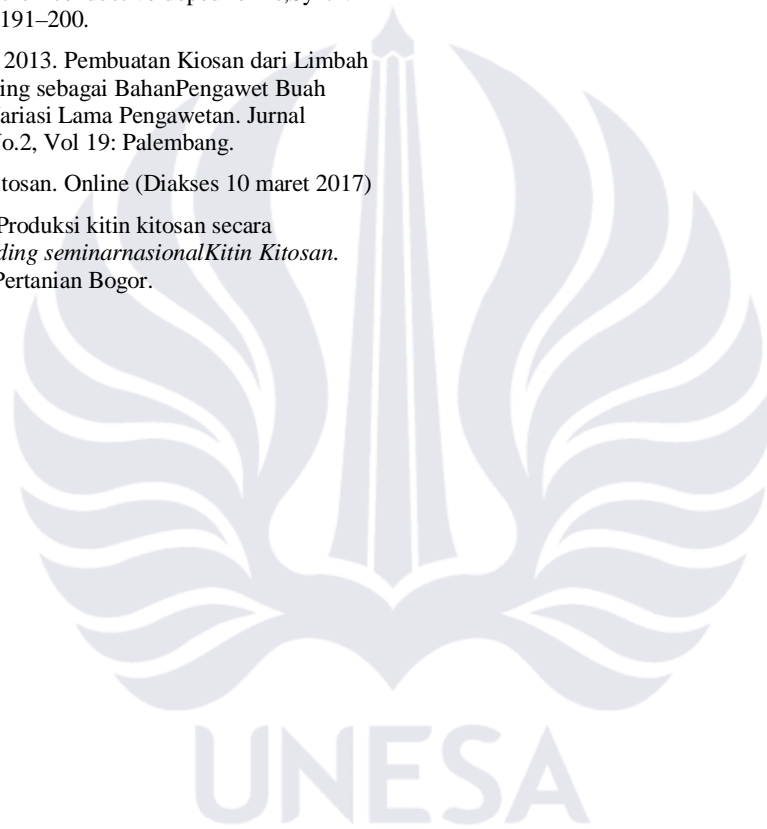 191–200.
2013. Pembuatan Kiosan dari Limbah
ing sebagai BahanPengawet Buah
ariasi Lama Pengawetan. Jurnal
o.2, Vol 19: Palembang.
tosan. Online (Diakses 10 maret 2017)
Produksi kitin kitosan secara
ding seminarnasionalKitin Kitosan.
Pertanian Bogor.
UNESA